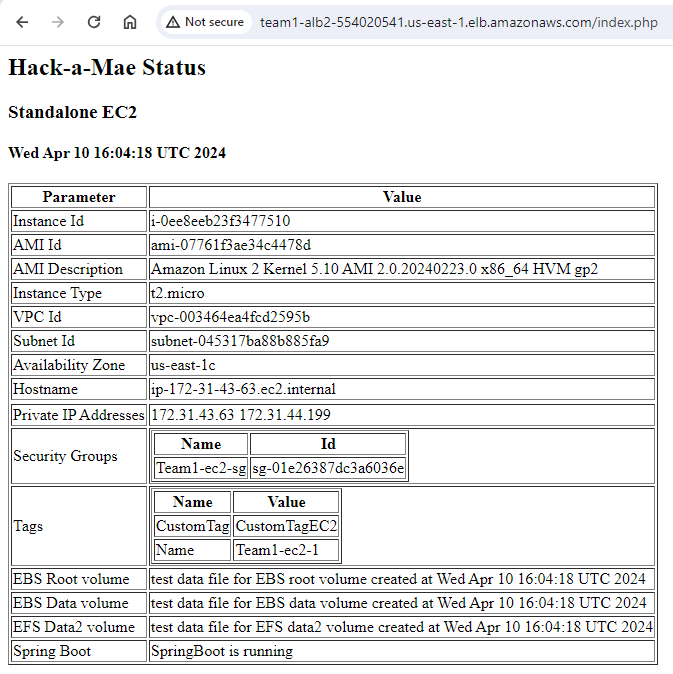 Not secure team1-alb2-554020541.us-east-1.elb.amazonaws.com/index.php
Hack-a-Mae Status
Standalone EC2
Wed Apr 10 16:04:18 UTC 2024
Parameter Value
Instance Id i-0ee8eeb23f3477510
AMI Id ami-07761f3ae34c4478d
AMI Description Amazon Linux 2 Kernel 5.10 AMI 2.0.20240223.0 x86_64 HVM gp2
Instance Type t2.micro
VPC Id vpc-003464ea4fcd2595b
Subnet Id subnet-045317ba88b885fa9
Availability Zone us-east-1c
Hostname ip-172-31-43-63.ec2.internal
Private IP Addresses 172.31.43.63 172.31.44.199
Security Groups
Name Id
Team1-ec2-sg sg-01e26387dc3a6036e
Tags
Name Value
CustomTag CustomTagEC2
Name Team1-ec2-1
EBS Root volume test data file for EBS root volume created at Wed Apr 10 16:04:18 UTC 2024
EBS Data volume test data file for EBS data volume created at Wed Apr 10 16:04:18 UTC 2024
EFS Data2 volume test data file for EFS data2 volume created at Wed Apr 10 16:04:18 UTC 2024
Spring Boot SpringBoot is running